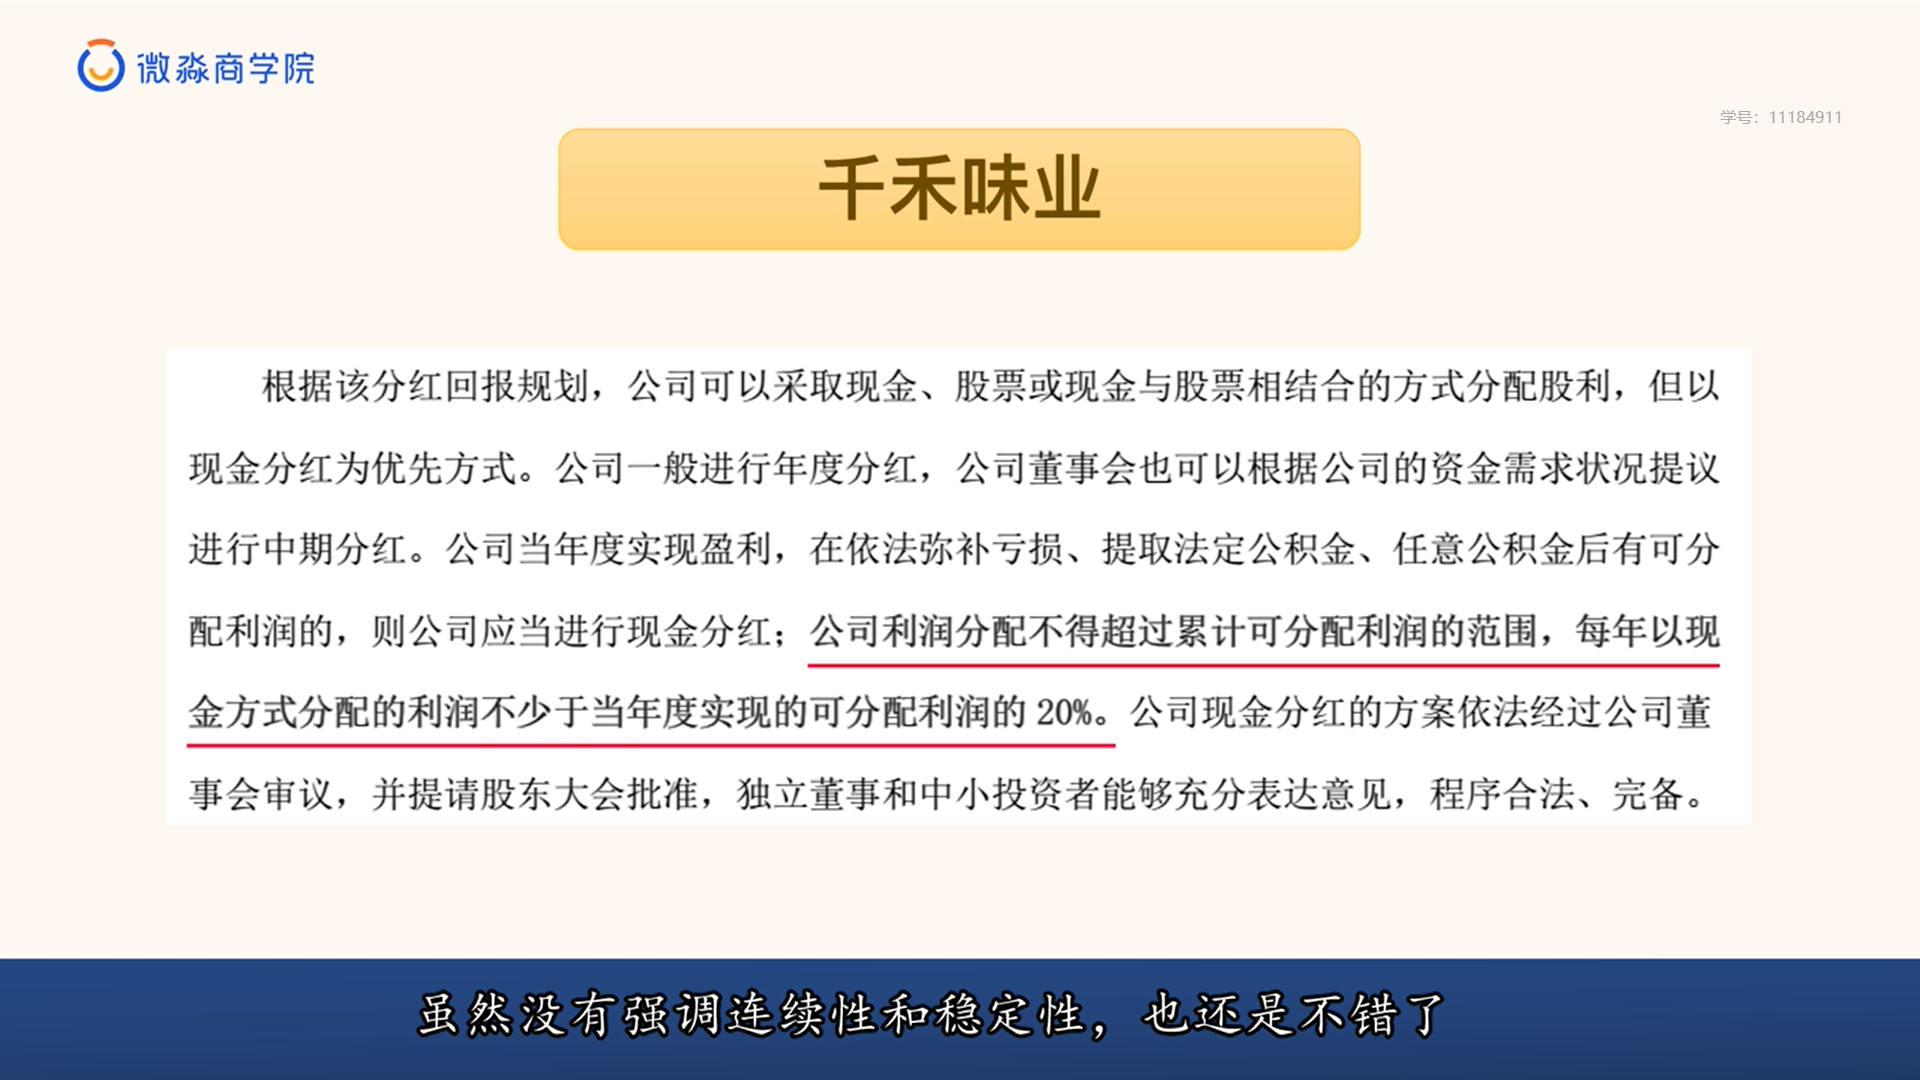 微淼商学院
学号：11184911
千禾味业
根据该分红回报规划，公司可以采取现金、股票或现金与股票相结合的方式分配股利，但以
现金分红为优先方式。公司一般进行年度分红，公司董事会也可以根据公司的资金需求状况提议
进行中期分红。公司当年度实现盈利，在依法弥补亏损、提取法定公积金、任意公积金后有可分
配利润的，则公司应当进行现金分红；公司利润分配不得超过累计可分配利润的范围，每年以现
金方式分配的利润不少于当年度实现的可分配利润的 20%。公司现金分红的方案依法经过公司董
事会审议，并提请股东大会批准，独立董事和中小投资者能够充分表达意见，程序合法、完备。
虽然没有强调连续性和稳定性，也还是不错了